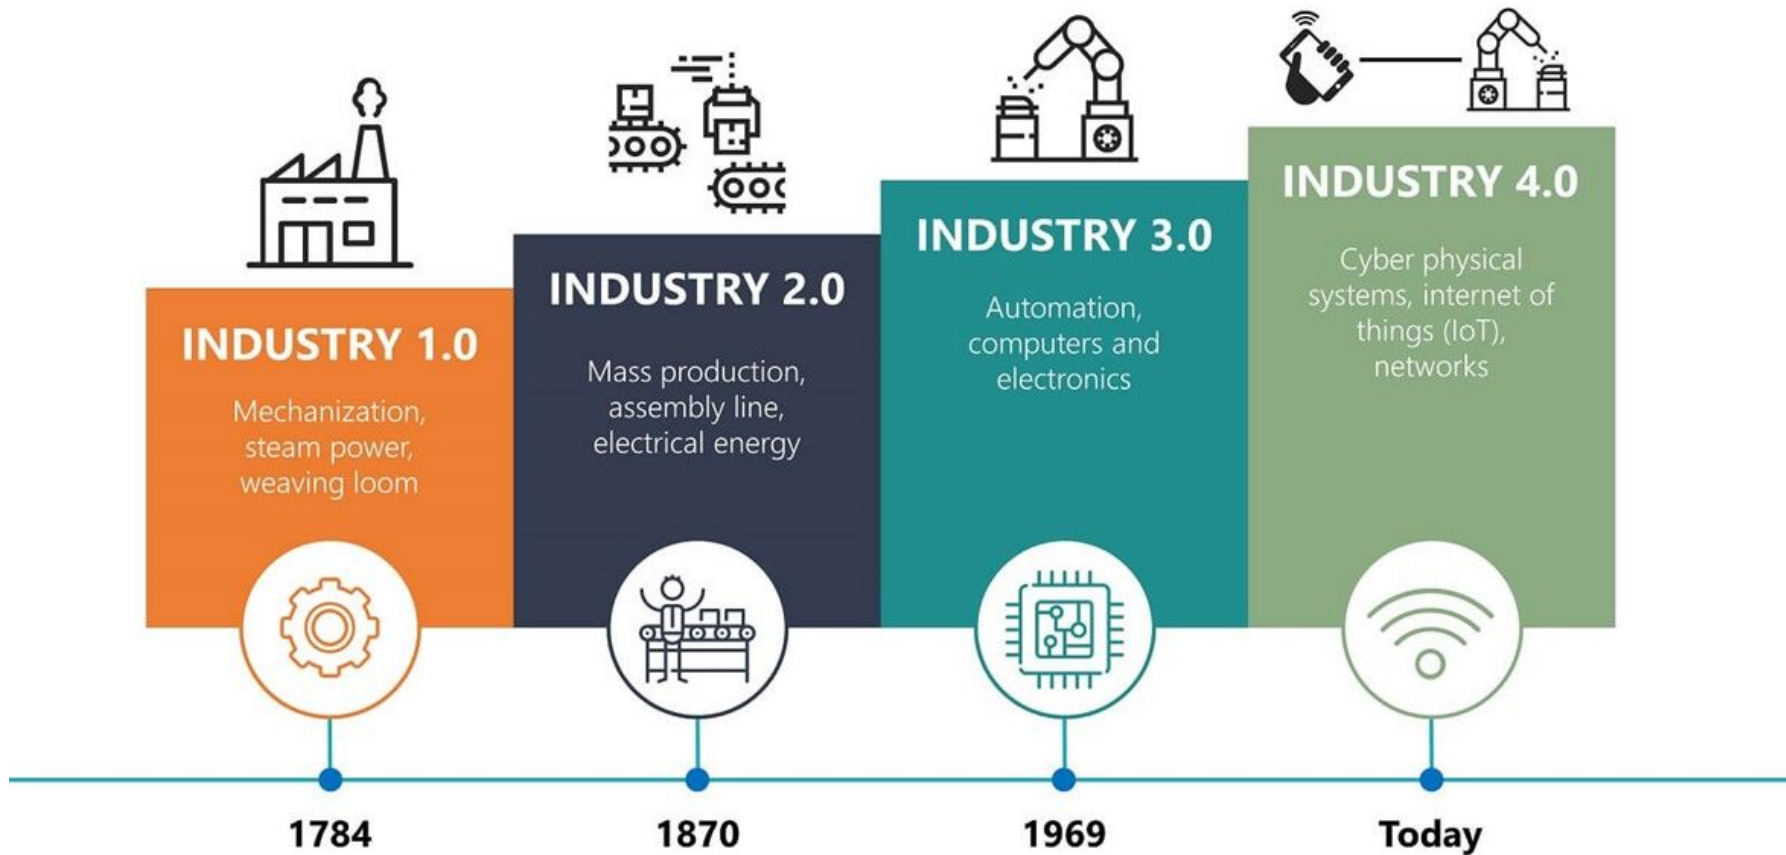 INDUSTRY 1.0
Mechanization,
steam power,
weaving loom
1784
INDUSTRY 2.0
Mass production,
assembly line,
electrical energy
1870
INDUSTRY 3.0
Automation,
computers and
electronics
1969
INDUSTRY 4.0
Cyber physical
systems, internet of
things (IoT),
networks
Today